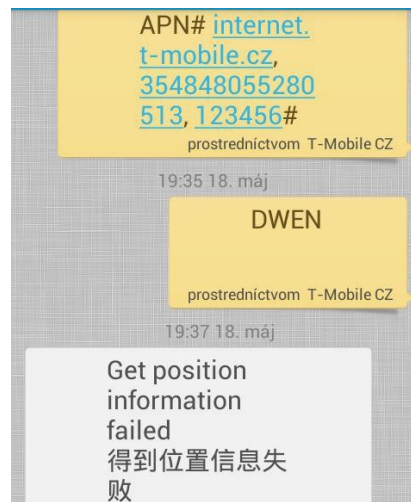 APN# internet.
t-mobile.cz,
354848055280
513, 123456#
prostredníctvom T-Mobile CZ
19:35 18. máj
DWEN
prostredníctvom T-Mobile CZ
19:37 18. máj
Get position
information
failed
得到位置信息失
败